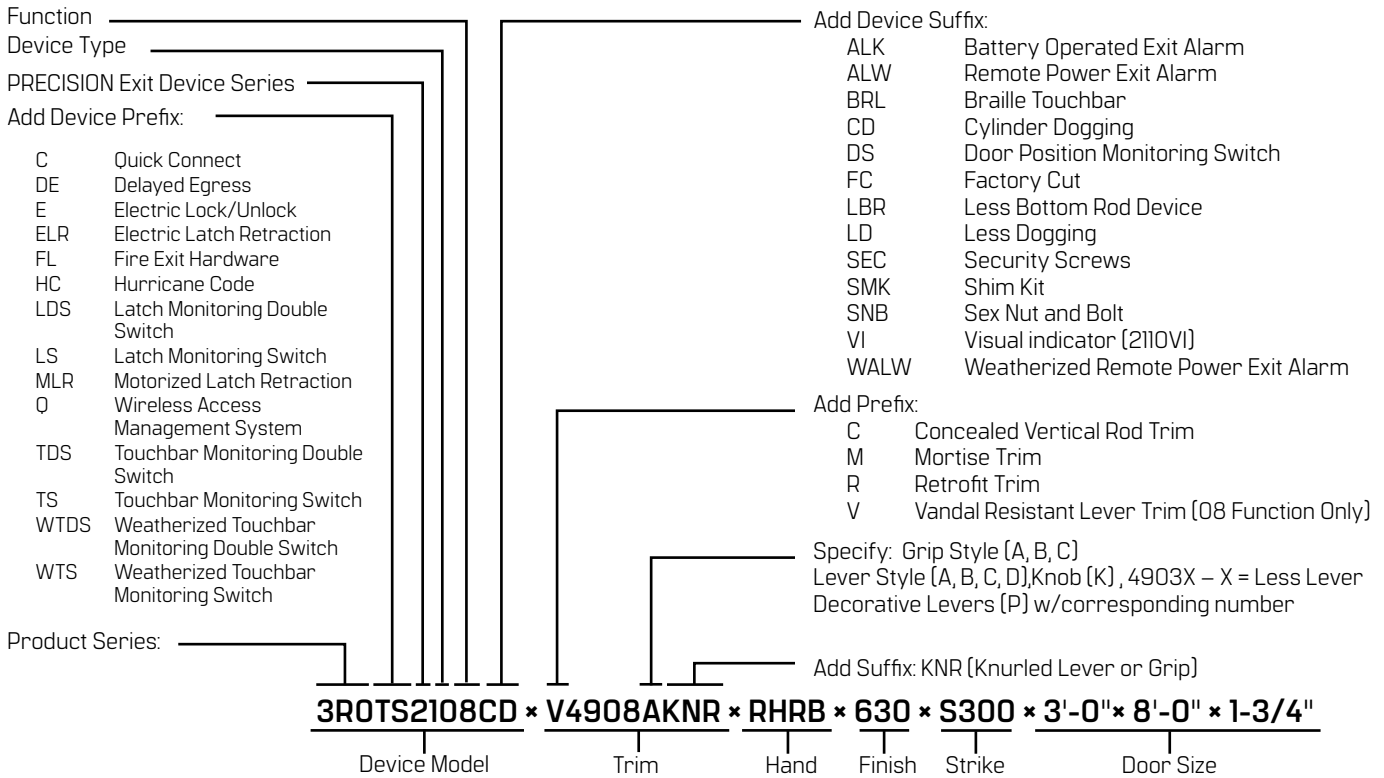 Function
Device Type
PRECISION Exit Device Series
Add Device Prefix:
C Quick Connect
DE Delayed Egress
E Electric Lock/Unlock
ELR Electric Latch Retraction
FL Fire Exit Hardware
HC Hurricane Code
LDS Latch Monitoring Double
Switch
LS Latch Monitoring Switch
MLR Motorized Latch Retraction
Q Wireless Access
Management System
TDS Touchbar Monitoring Double
Switch
TS Touchbar Monitoring Switch
WTDS Weatherized Touchbar
Monitoring Double Switch
WTS Weatherized Touchbar
Monitoring Switch
Product Series:
Add Device Suffix:
ALK Battery Operated Exit Alarm
ALW Remote Power Exit Alarm
BRL Braille Touchbar
CD Cylinder Dogging
DS Door Position Monitoring Switch
FC Factory Cut
LBR Less Bottom Rod Device
LD Less Dogging
SEC Security Screws
SMK Shim Kit
SNB Sex Nut and Bolt
VI Visual indicator (2110VI)
WALW Weatherized Remote Power Exit Alarm
Add Prefix:
C Concealed Vertical Rod Trim
M Mortise Trim
R Retrofit Trim
V Vandal Resistant Lever Trim (08 Function Only)
Specify: Grip Style (A, B, C)
Lever Style (A, B, C, D),Knob (K) , 4903X – X = Less Lever
Decorative Levers (P) w/corresponding number
Add Suffix: KNR (Knurled Lever or Grip)
3R0TS2108CD × V4908AKNR × RHRB × 630 × S300 × 3'-0"× 8'-0" × 1-3/4"
Device Model Trim Hand Finish Strike Door Size